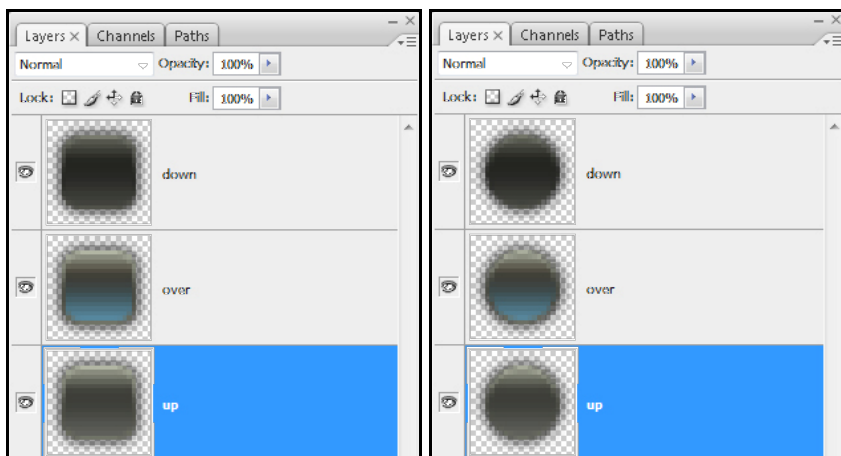 Layers × Channels Paths
Normal Opacity: 100%
Lock: Fill: 100%
down
over
up
Layers × Channels Paths
Normal Opacity: 100%
Lock: Fill: 100%
down
over
up